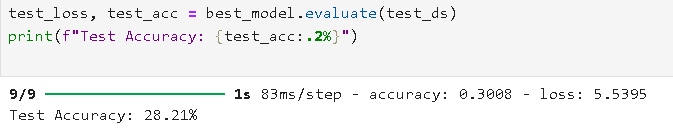 test_loss, test_acc = best_model.evaluate(test_ds)
print(f"Test Accuracy: {test_acc:.2%}")
9/9 ━━━━━━━━━━━━━━━━━━━━ 1s 83ms/step - accuracy: 0.3008 - loss: 5.5395
Test Accuracy: 28.21%